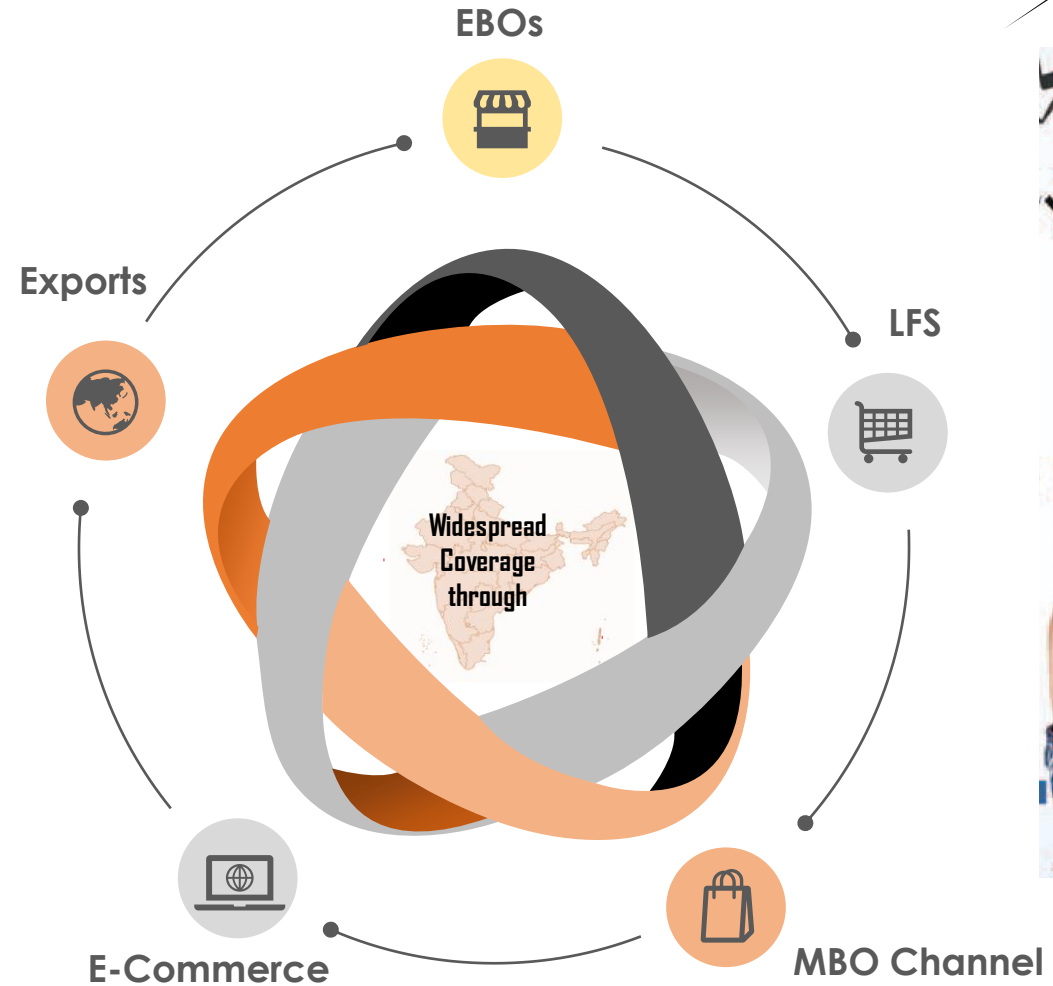 EBOs
Exports
LFS
Widespread
Coverage
through
E-Commerce
MBO Channel